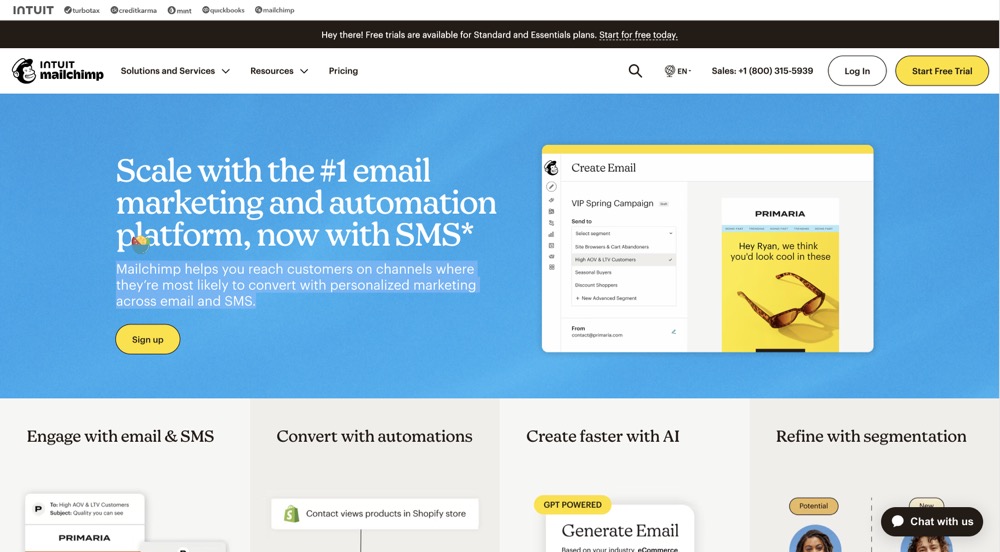 INTUIT turbotax creditkarma mint quickbooks mailchimp
Hey there! Free trials are available for Standard and Essentials plans. Start for free today.
INTUIT
mailchimp
Solutions and Services
Resources
Pricing
EN
Sales: +1 (800) 315-5939
Log In
Start Free Trial
Scale with the #1 email
marketing and automation
platform, now with SMS*
Mailchimp helps you reach customers on channels where
they're most likely to convert with personalized marketing
across email and SMS.
Sign up
Create Email
VIP Spring Campaign
Send to
Select segment
Site Browsers & Cart Abandoners
High AOV & LTV Customers
Seasonal Buyers
Discount Shoppers
+ New Advanced Segment
From
contact@primaria.com
PRIMARIA
Hey Ryan, we think
you'd look cool in these
Engage with email & SMS
Convert with automations
Create faster with AI
Refine with segmentation
P
To: High AOV & LTV Customers
Subject: Quality you can see
PRIMARIA
Contact views products in Shopify store
GPT POWERED
Generate Email
Based on your industry, eCommerce
Potential
New
Chat with us